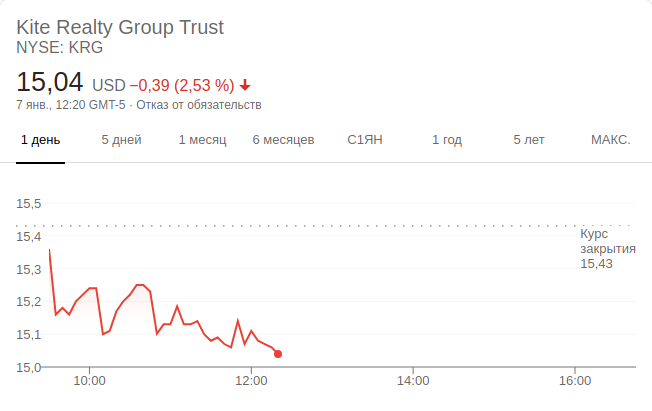 Kite Realty Group Trust
NYSE: KRG
15,04 USD −0,39 (2,53 %)
7 янв., 12:20 GMT-5 · Отказ от обязательств
1 день 5 дней 1 месяц 6 месяцев С1ЯН 1 год 5 лет МАКС.
15,5
15,4
Курс
закрытия
15,43
15,3
15,2
15,1
15,0
10:00 12:00 14:00 16:00